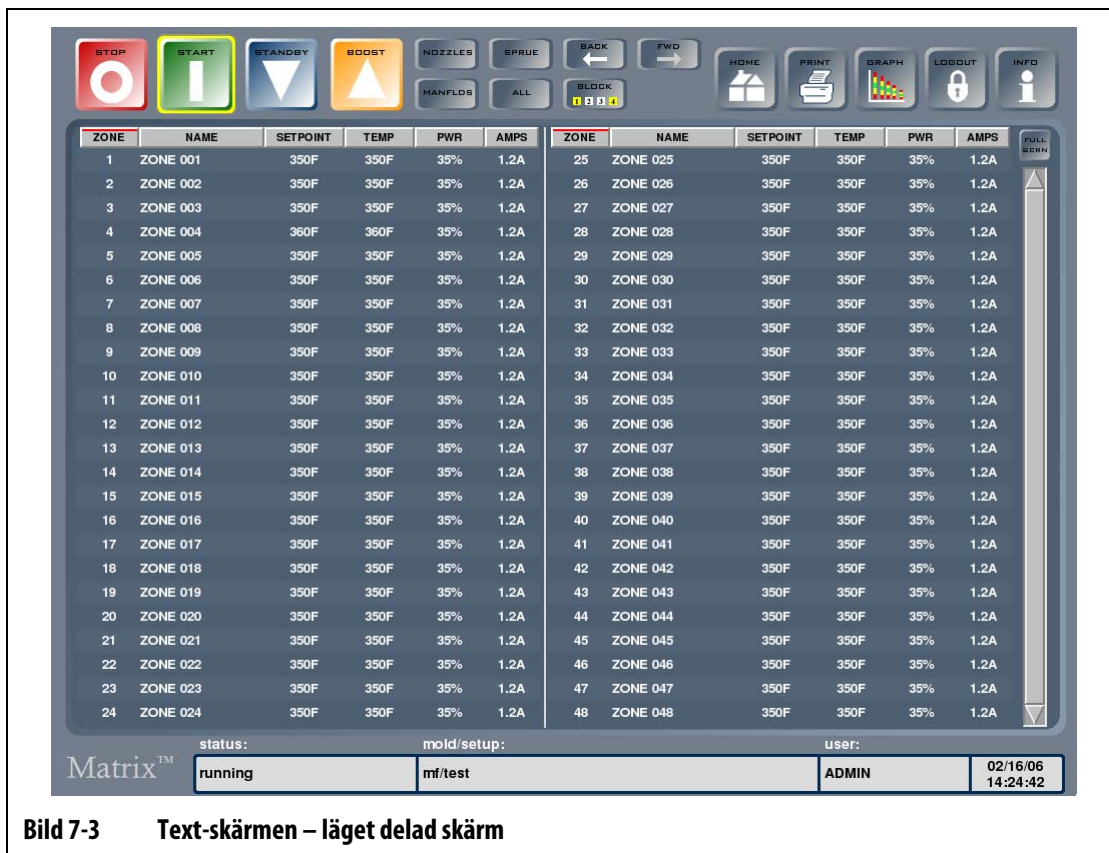 STOP START STANDBY BOOST NOZZLES SPRUE BACK FWD HOME PRINT GRAPH LOGOUT INFO
MANFLDS ALL BLOCK
1 2 3 4
ZONE NAME SETPOINT TEMP PWR AMPS ZONE NAME SETPOINT TEMP PWR AMPS FULL SCRN
1 ZONE 001 350F 350F 35% 1.2A 25 ZONE 025 350F 350F 35% 1.2A
2 ZONE 002 350F 350F 35% 1.2A 26 ZONE 026 350F 350F 35% 1.2A
3 ZONE 003 350F 350F 35% 1.2A 27 ZONE 027 350F 350F 35% 1.2A
4 ZONE 004 360F 360F 35% 1.2A 28 ZONE 028 350F 350F 35% 1.2A
5 ZONE 005 350F 350F 35% 1.2A 29 ZONE 029 350F 350F 35% 1.2A
6 ZONE 006 350F 350F 35% 1.2A 30 ZONE 030 350F 350F 35% 1.2A
7 ZONE 007 350F 350F 35% 1.2A 31 ZONE 031 350F 350F 35% 1.2A
8 ZONE 008 350F 350F 35% 1.2A 32 ZONE 032 350F 350F 35% 1.2A
9 ZONE 009 350F 350F 35% 1.2A 33 ZONE 033 350F 350F 35% 1.2A
10 ZONE 010 350F 350F 35% 1.2A 34 ZONE 034 350F 350F 35% 1.2A
11 ZONE 011 350F 350F 35% 1.2A 35 ZONE 035 350F 350F 35% 1.2A
12 ZONE 012 350F 350F 35% 1.2A 36 ZONE 036 350F 350F 35% 1.2A
13 ZONE 013 350F 350F 35% 1.2A 37 ZONE 037 350F 350F 35% 1.2A
14 ZONE 014 350F 350F 35% 1.2A 38 ZONE 038 350F 350F 35% 1.2A
15 ZONE 015 350F 350F 35% 1.2A 39 ZONE 039 350F 350F 35% 1.2A
16 ZONE 016 350F 350F 35% 1.2A 40 ZONE 040 350F 350F 35% 1.2A
17 ZONE 017 350F 350F 35% 1.2A 41 ZONE 041 350F 350F 35% 1.2A
18 ZONE 018 350F 350F 35% 1.2A 42 ZONE 042 350F 350F 35% 1.2A
19 ZONE 019 350F 350F 35% 1.2A 43 ZONE 043 350F 350F 35% 1.2A
20 ZONE 020 350F 350F 35% 1.2A 44 ZONE 044 350F 350F 35% 1.2A
21 ZONE 021 350F 350F 35% 1.2A 45 ZONE 045 350F 350F 35% 1.2A
22 ZONE 022 350F 350F 35% 1.2A 46 ZONE 046 350F 350F 35% 1.2A
23 ZONE 023 350F 350F 35% 1.2A 47 ZONE 047 350F 350F 35% 1.2A
24 ZONE 024 350F 350F 35% 1.2A 48 ZONE 048 350F 350F 35% 1.2A
status: mold/setup: user:
Matrix™ running mf/test ADMIN 02/16/06
14:24:42
Bild 7-3 Text-skärmen – läget delad skärm